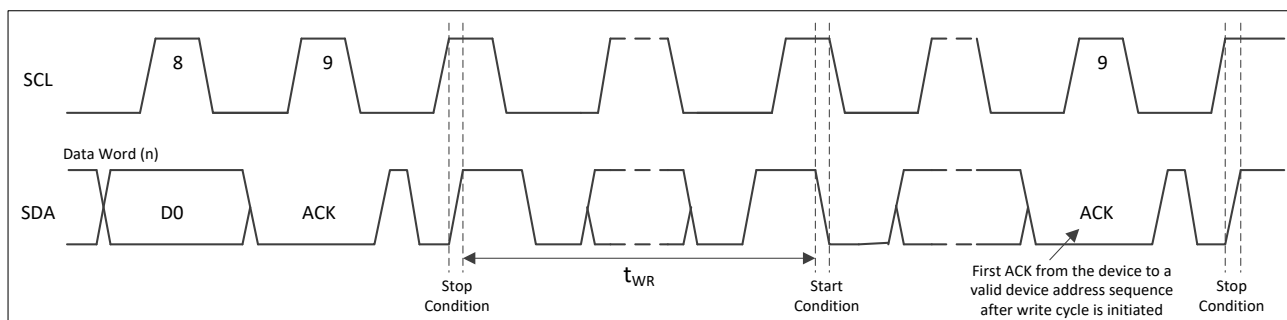 8
9
9
SCL
Data Word (n)
SDA
D0
ACK
ACK
t_WR
Stop
Condition
Start
Condition
First ACK from the device to a
valid device address sequence
after write cycle is initiated
Stop
Condition